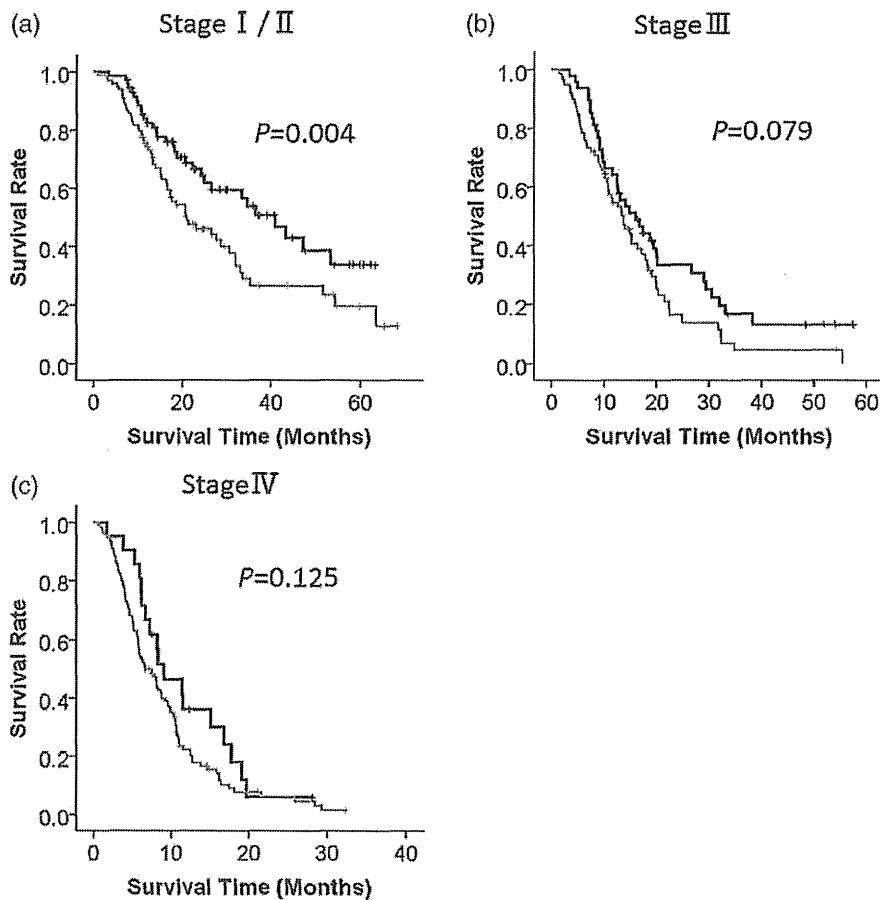 (a)
Stage Ⅰ/Ⅱ
P=0.004
Survival Rate
1.0
0.8
0.6
0.4
0.2
0.0
0 20 40 60
Survival Time (Months)
(b)
StageⅢ
P=0.079
Survival Rate
1.0
0.8
0.6
0.4
0.2
0.0
0 10 20 30 40 50 60
Survival Time (Months)
(c)
StageⅣ
P=0.125
Survival Rate
1.0
0.8
0.6
0.4
0.2
0.0
0 10 20 30 40
Survival Time (Months)